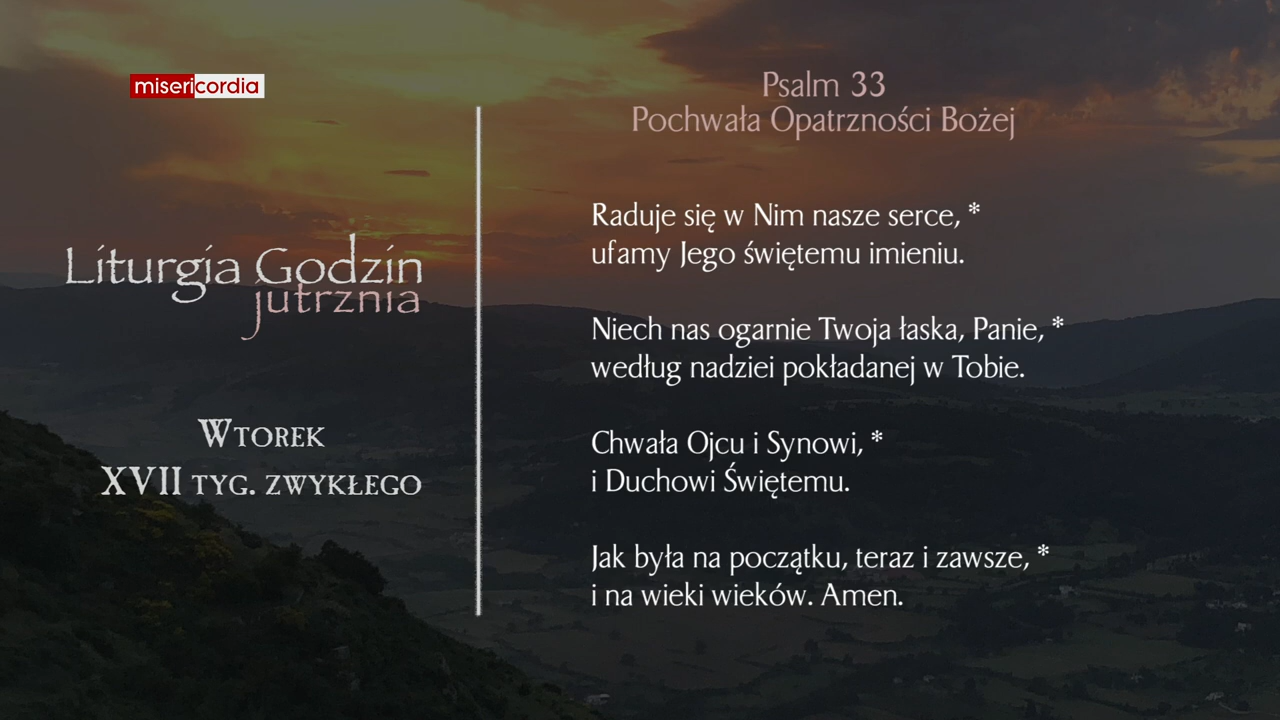 misericordia
Liturgia Godzin
jutrznia
Wtorek
XVII tyg. zwykłego
Psalm 33
Pochwała Opatrzności Bożej
Raduje się w Nim nasze serce, *
ufamy Jego świętemu imieniu.
Niech nas ogarnie Twoja łaska, Panie, *
według nadziei pokładanej w Tobie.
Chwała Ojcu i Synowi, *
i Duchowi Świętemu.
Jak była na początku, teraz i zawsze, *
i na wieki wieków. Amen.